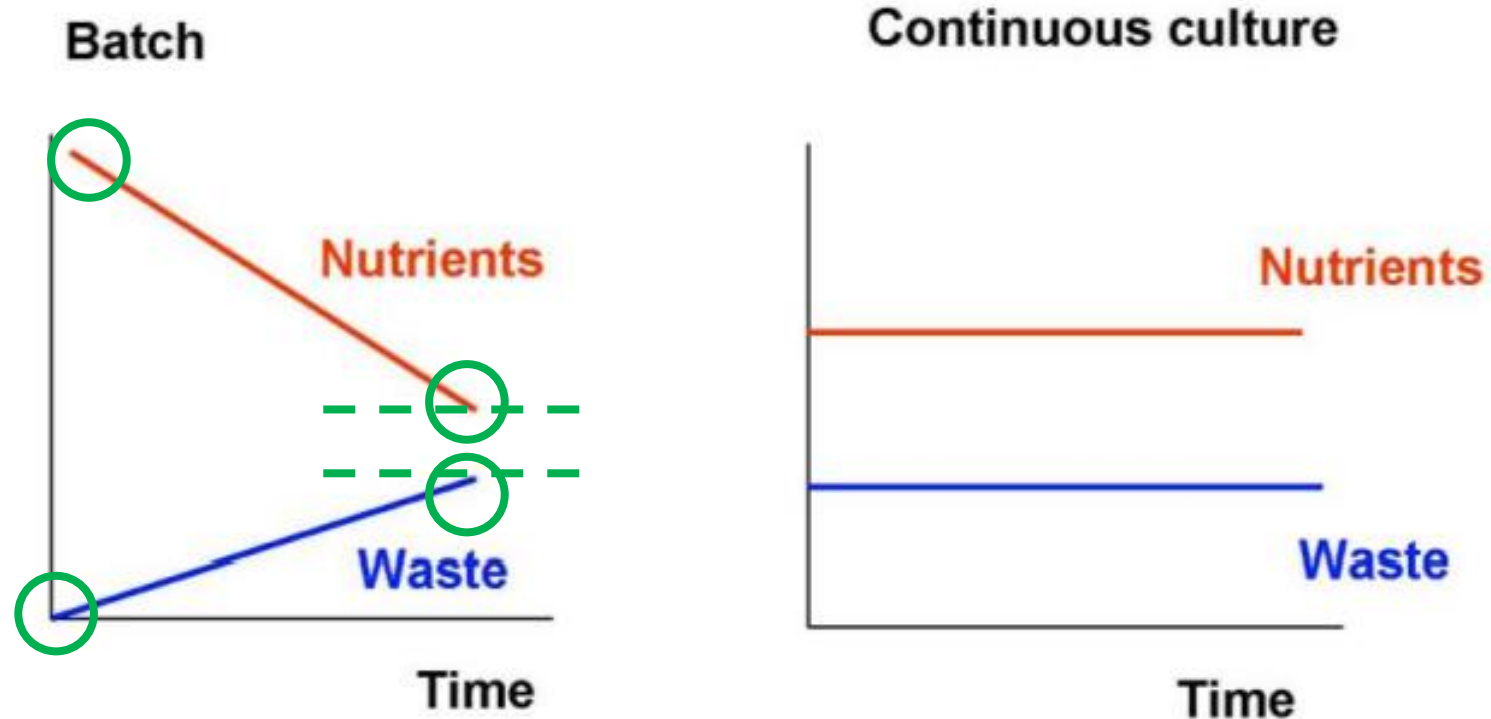 Batch
Nutrients
Waste
Time
Continuous culture
Nutrients
Waste
Time